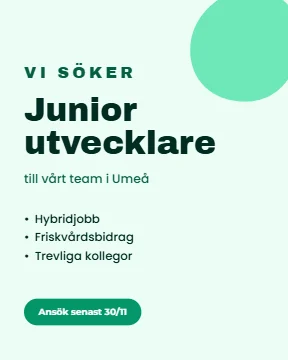 VI SÖKER
Junior
utvecklare
till vårt team i Umeå
• Hybridjobb
• Friskvårdsbidrag
• Trevliga kollegor
Ansök senast 30/11